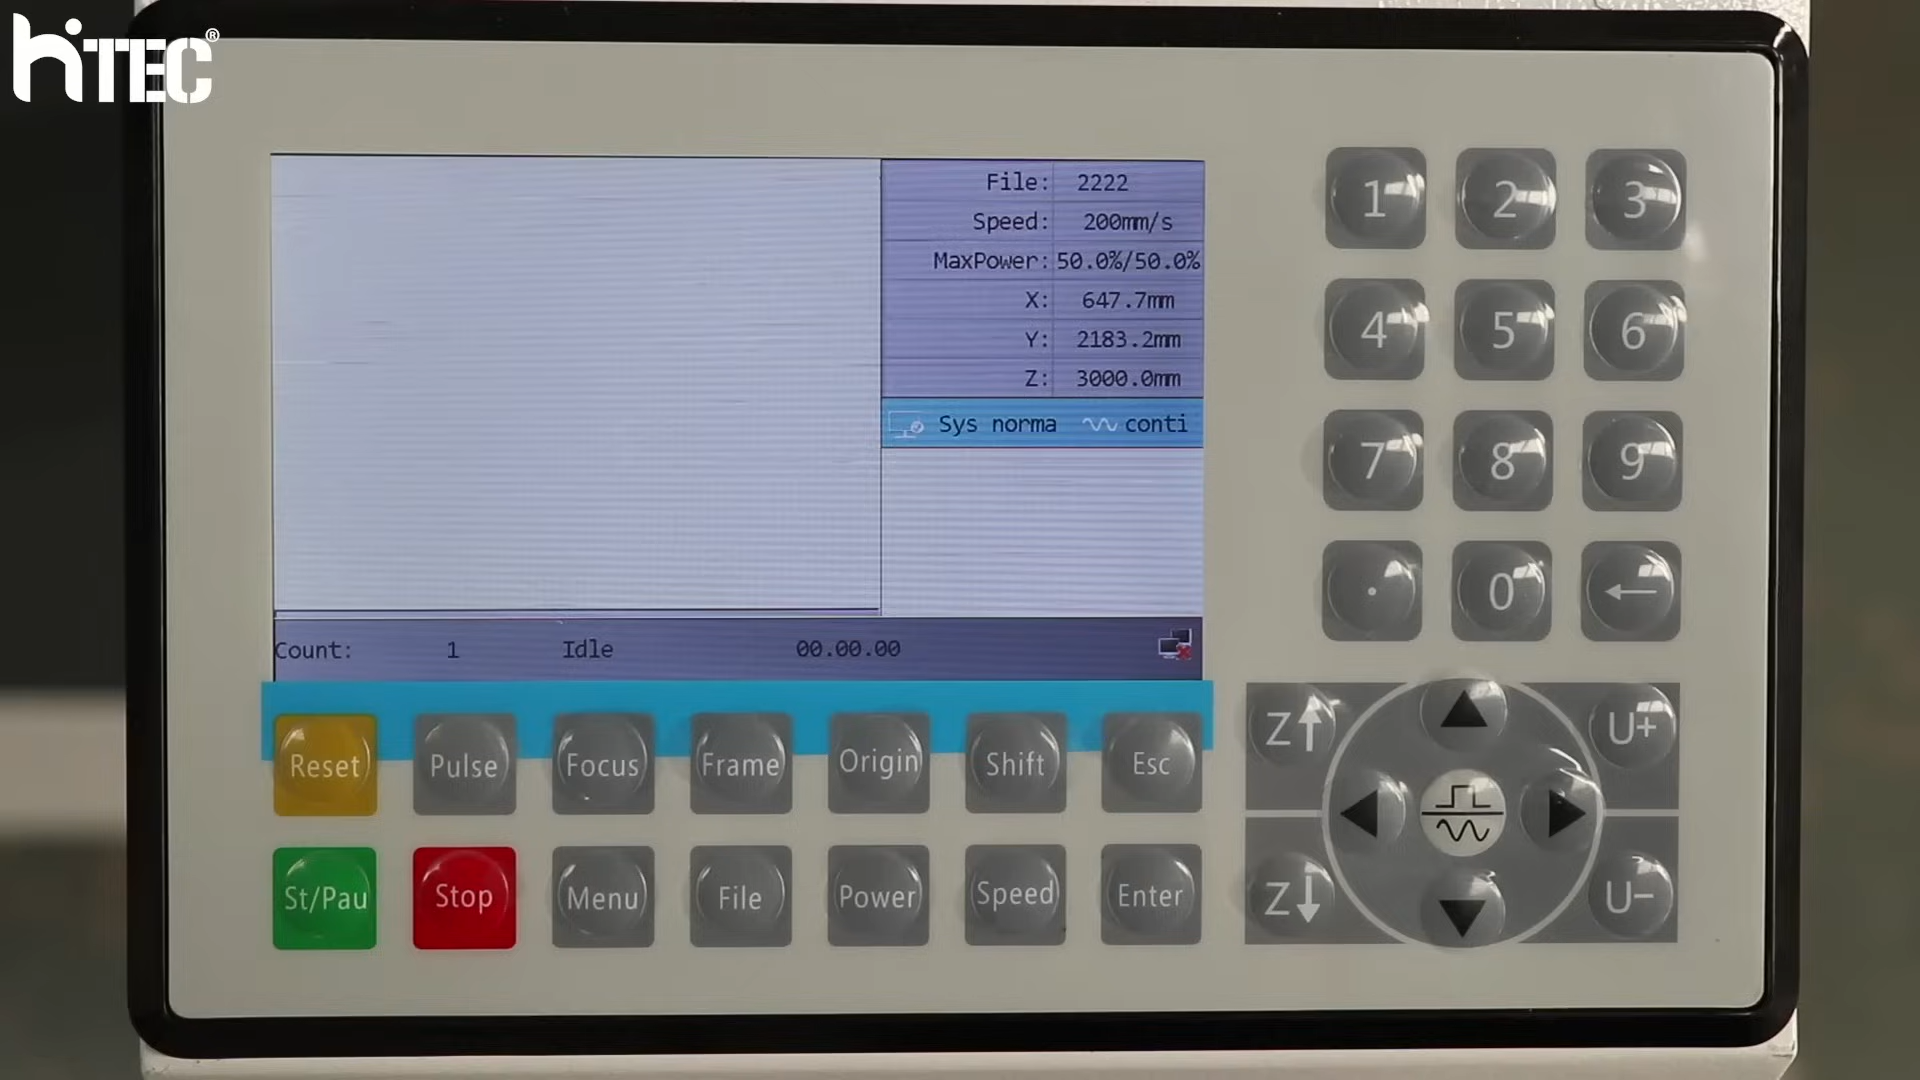 hiTEC®
File: 2222
Speed: 200mm/s
MaxPower: 50.0%/50.0%
X: 647.7mm
Y: 2183.2mm
Z: 3000.0mm
Sys norma conti
Count: 1 Idle 00.00.00
1 2 3
4 5 6
7 8 9
. 0 ←
Reset Pulse Focus Frame Origin Shift Esc
St/Pau Stop Menu File Power Speed Enter
Z↑ ▲ U+
◀ ▶
Z↓ ▼ U-